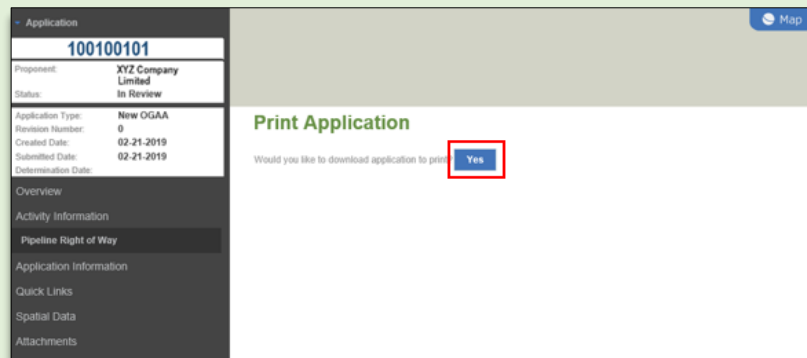 Application
Map
100100101
Proponent: XYZ Company
Limited
Status: In Review
Application Type: New OGAA
Revision Number: 0
Created Date: 02-21-2019
Submitted Date: 02-21-2019
Determination Date:
Print Application
Would you like to download application to print? Yes
Overview
Activity Information
Pipeline Right of Way
Application Information
Quick Links
Spatial Data
Attachments